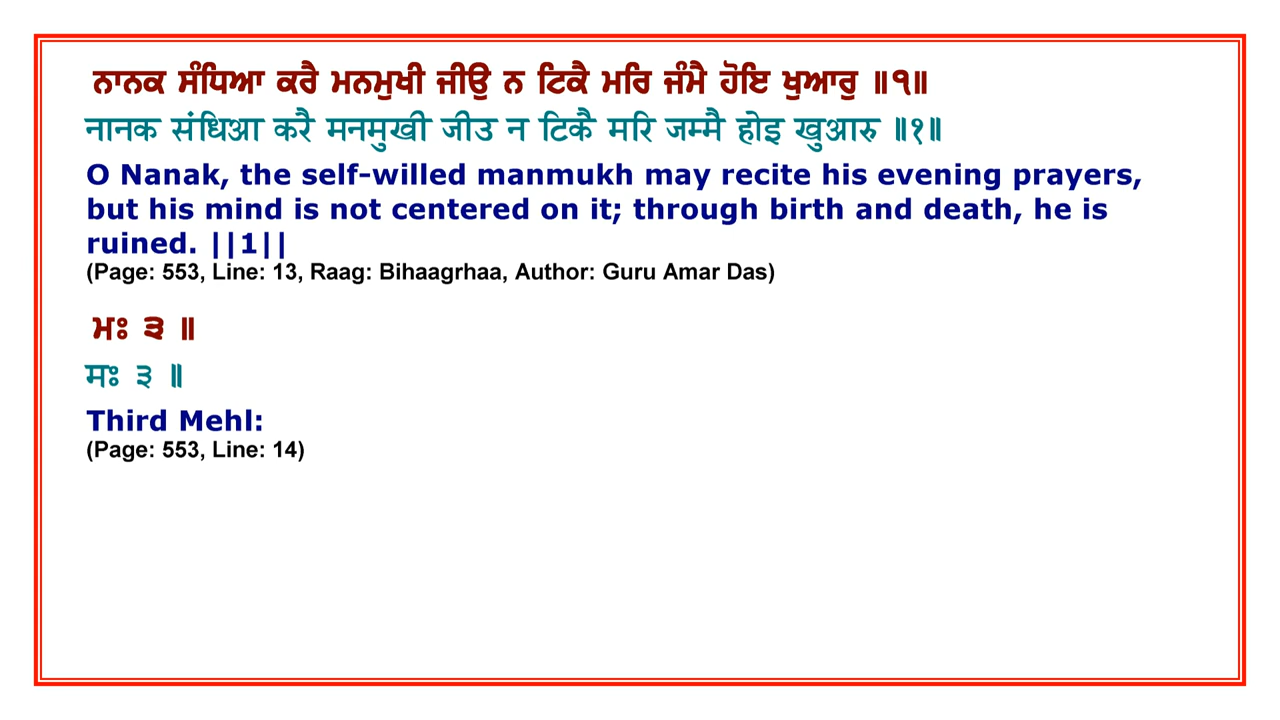 ਨਾਨਕ ਸੰਧਿਆ ਕਰੈ ਮਨਮੁਖੀ ਜੀਉ ਨ ਟਿਕੈ ਮਰਿ ਜੰਮੈ ਹੋਇ ਖੁਆਰੁ ॥੧॥
नानक संधिआ करै मनमुखी जीउ न टिकै मरि जम्मै होइ खुआरु ॥१॥
O Nanak, the self-willed manmukh may recite his evening prayers,
but his mind is not centered on it; through birth and death, he is
ruined. ||1||
(Page: 553, Line: 13, Raag: Bihaagrhaa, Author: Guru Amar Das)
ਮਃ ੩ ॥
मः ३ ॥
Third Mehl:
(Page: 553, Line: 14)